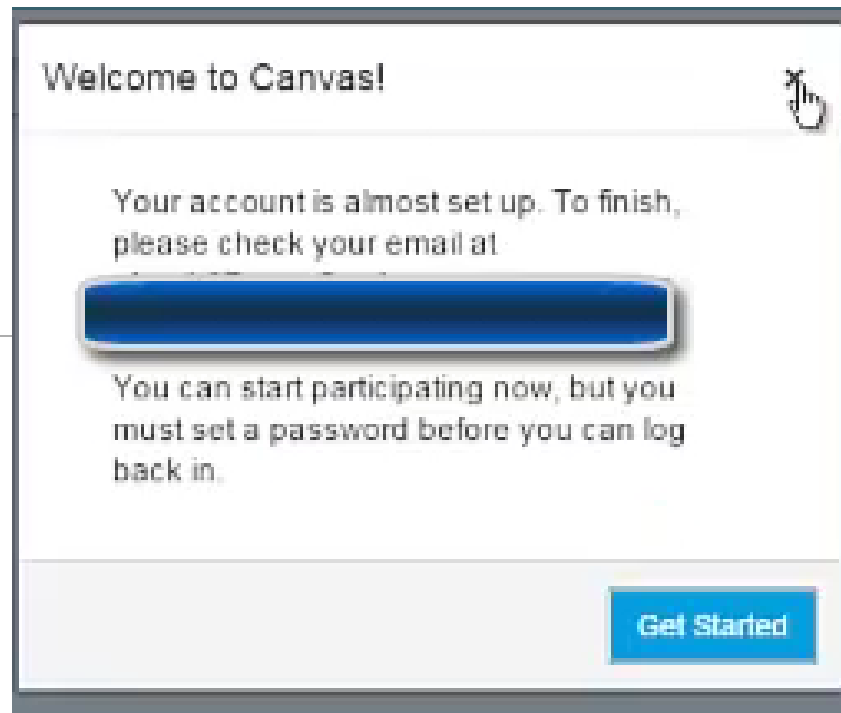 Welcome to Canvas!
Your account is almost set up. To finish,
please check your email at
You can start participating now, but you
must set a password before you can log
back in.
Get Started